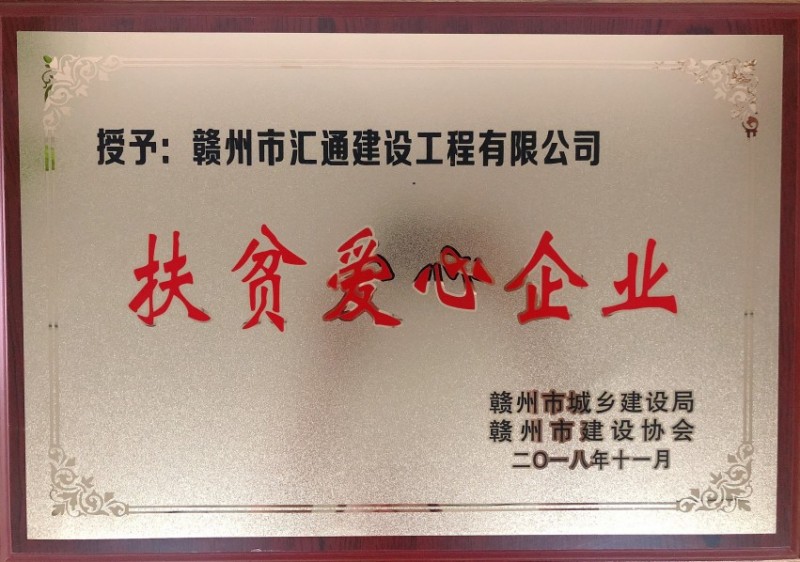 授予：赣州市汇通建设工程有限公司
扶贫爱心企业
赣州市城乡建设局
赣州市建设协会
二〇一八年十一月